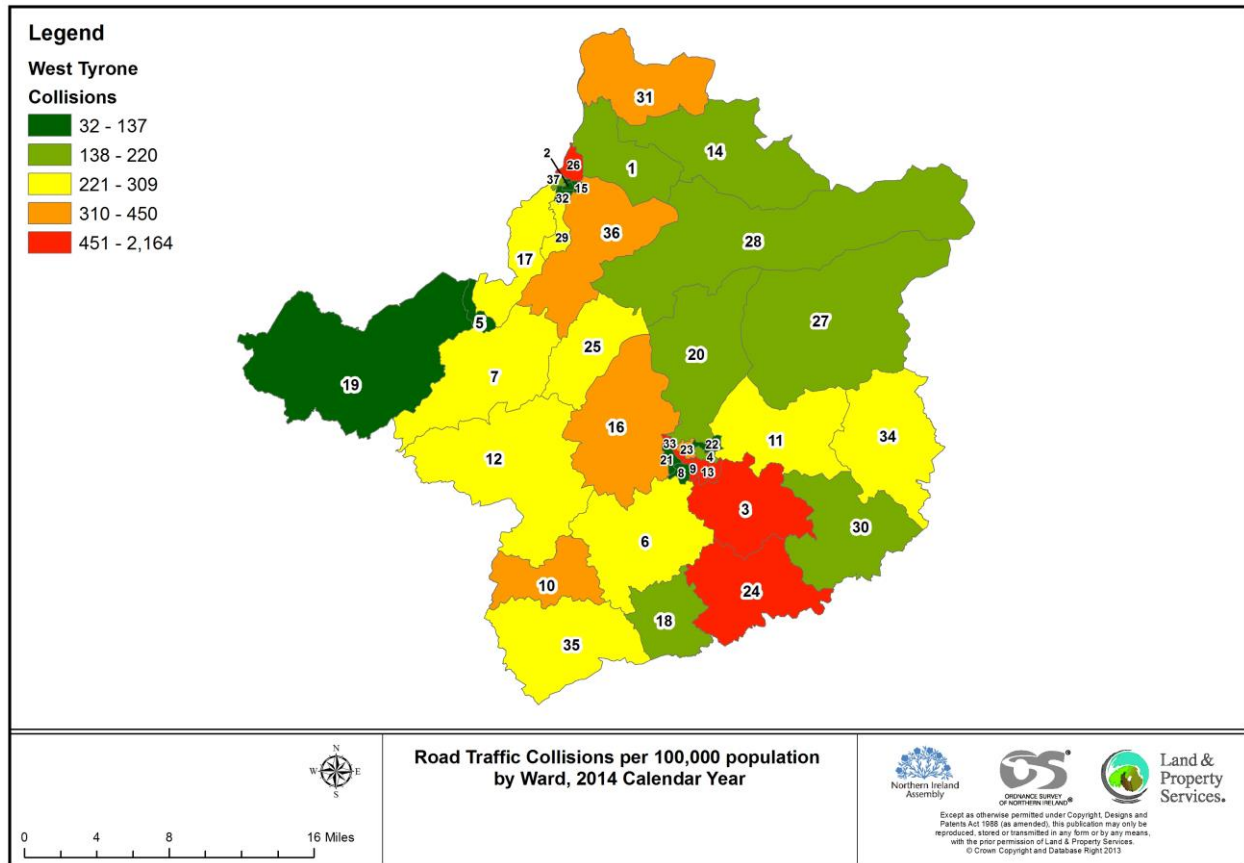 Legend
West Tyrone
Collisions
32 - 137
138 - 220
221 - 309
310 - 450
451 - 2,164
31
14
2
26
1
37
15
32
36
28
29
17
27
5
25
20
7
19
16
11
34
12
33
23
22
21
4
8
9
13
3
30
6
10
24
18
35
N
W
E
S
0 4 8 16 Miles
Road Traffic Collisions per 100,000 population
by Ward, 2014 Calendar Year
Northern Ireland
Assembly
OS®
ORDNANCE SURVEY
OF NORTHERN IRELAND®
Land &
Property
Services.
Except as otherwise permitted under Copyright, Designs and
Patents Act 1988 (as amended), this publication may only be
reproduced, stored or transmitted in any form or by any means,
with the prior permission of Land & Property Services.
© Crown Copyright and Database Right 2013